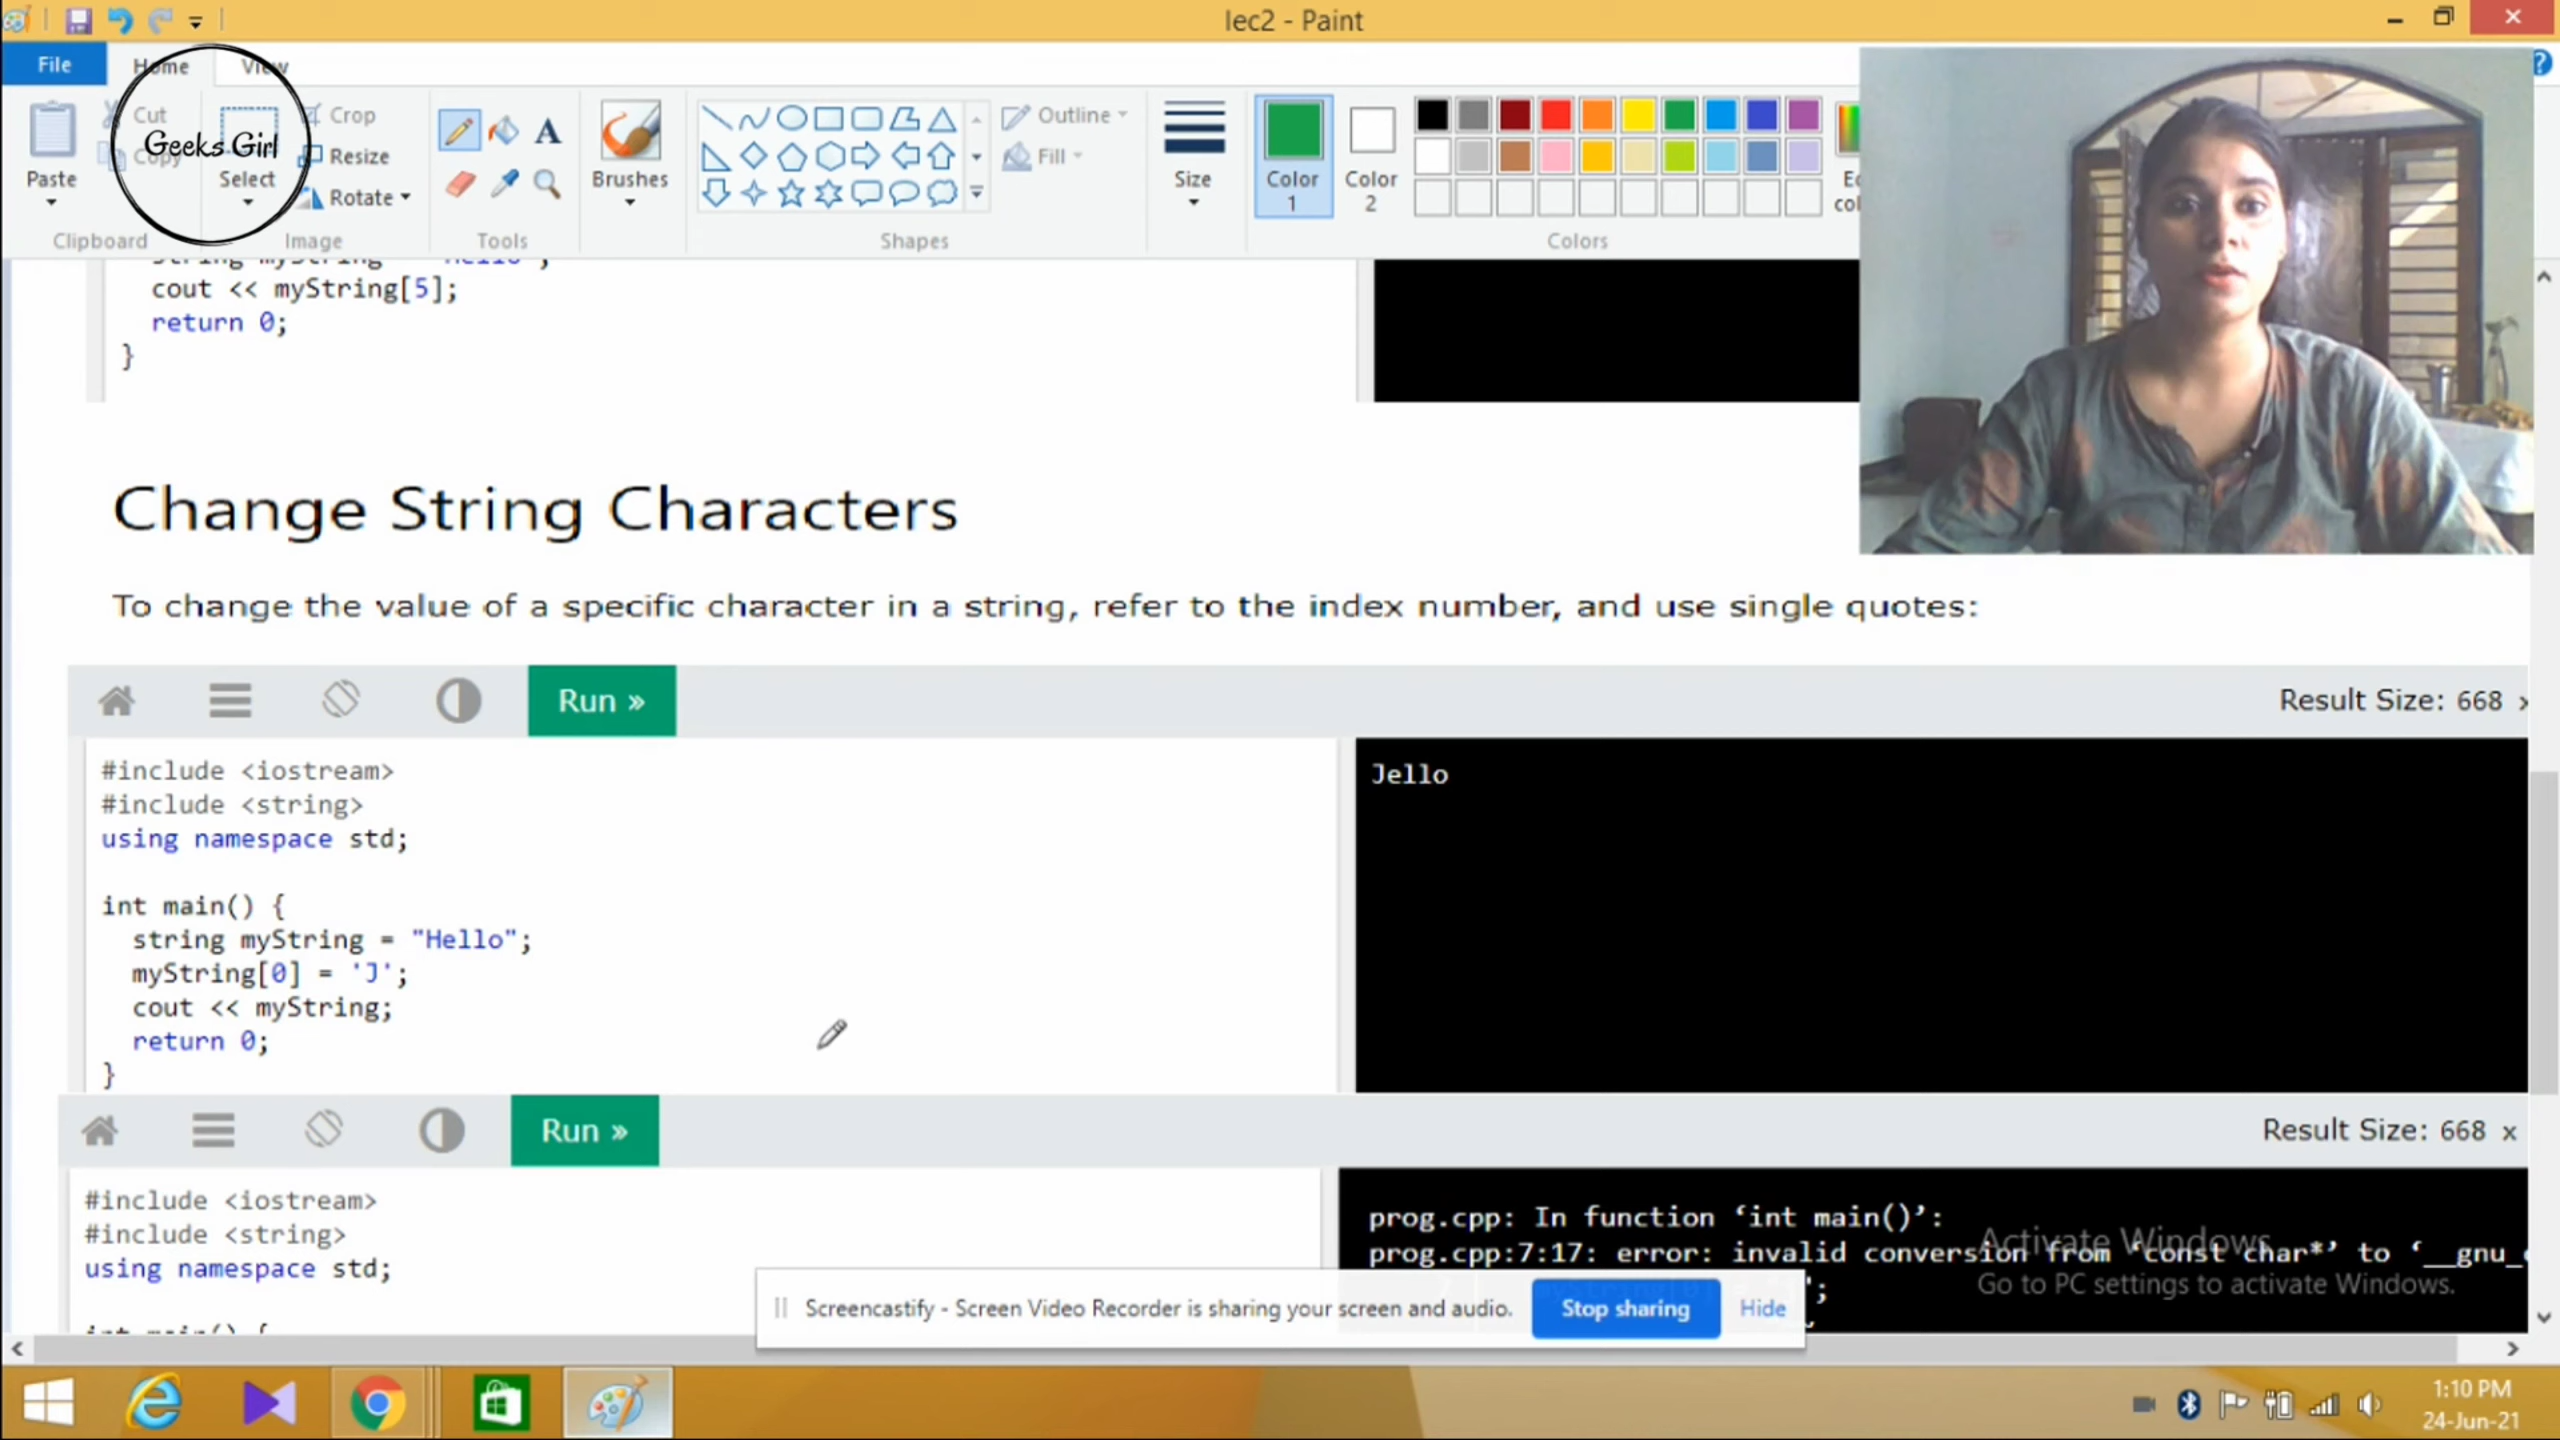 lec2 - Paint
File
Home
View
Geeks Girl
Paste
Cut
Copy
Select
Crop
Resize
Rotate
Brushes
Outline
Fill
Size
Color 1
Color 2
Clipboard
Image
Tools
Shapes
Colors
cout << myString[5];
return 0;
}
Change String Characters
To change the value of a specific character in a string, refer to the index number, and use single quotes:
Run »
Result Size: 668 x
#include <iostream>
#include <string>
using namespace std;
int main() {
string myString = "Hello";
myString[0] = 'J';
cout << myString;
return 0;
}
Jello
Run »
Result Size: 668 x
#include <iostream>
#include <string>
using namespace std;
int main() {
prog.cpp: In function ‘int main()’:
prog.cpp:7:17: error: invalid conversion from ‘const char*’ to ‘__gnu_
Activate Windows
Go to PC settings to activate Windows.
Screencastify - Screen Video Recorder is sharing your screen and audio.
Stop sharing
Hide
1:10 PM
24-Jun-21